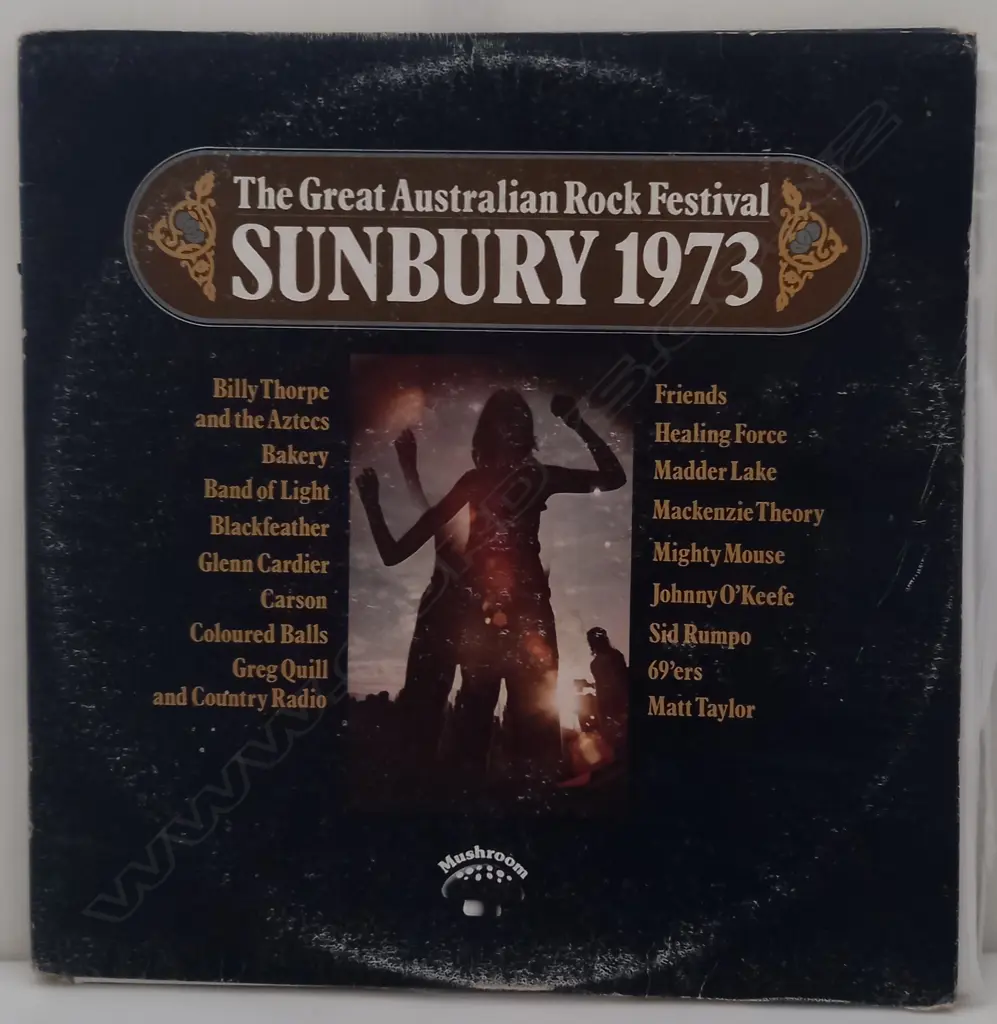 The Great Australian Rock Festival
SUNBURY 1973
Billy Thorpe
and the Aztecs
Bakery
Band of Light
Blackfeather
Glenn Cardier
Carson
Coloured Balls
Greg Quill
and Country Radio
Friends
Healing Force
Madder Lake
Mackenzie Theory
Mighty Mouse
Johnny O'Keefe
Sid Rumpo
69'ers
Matt Taylor
Mushroom